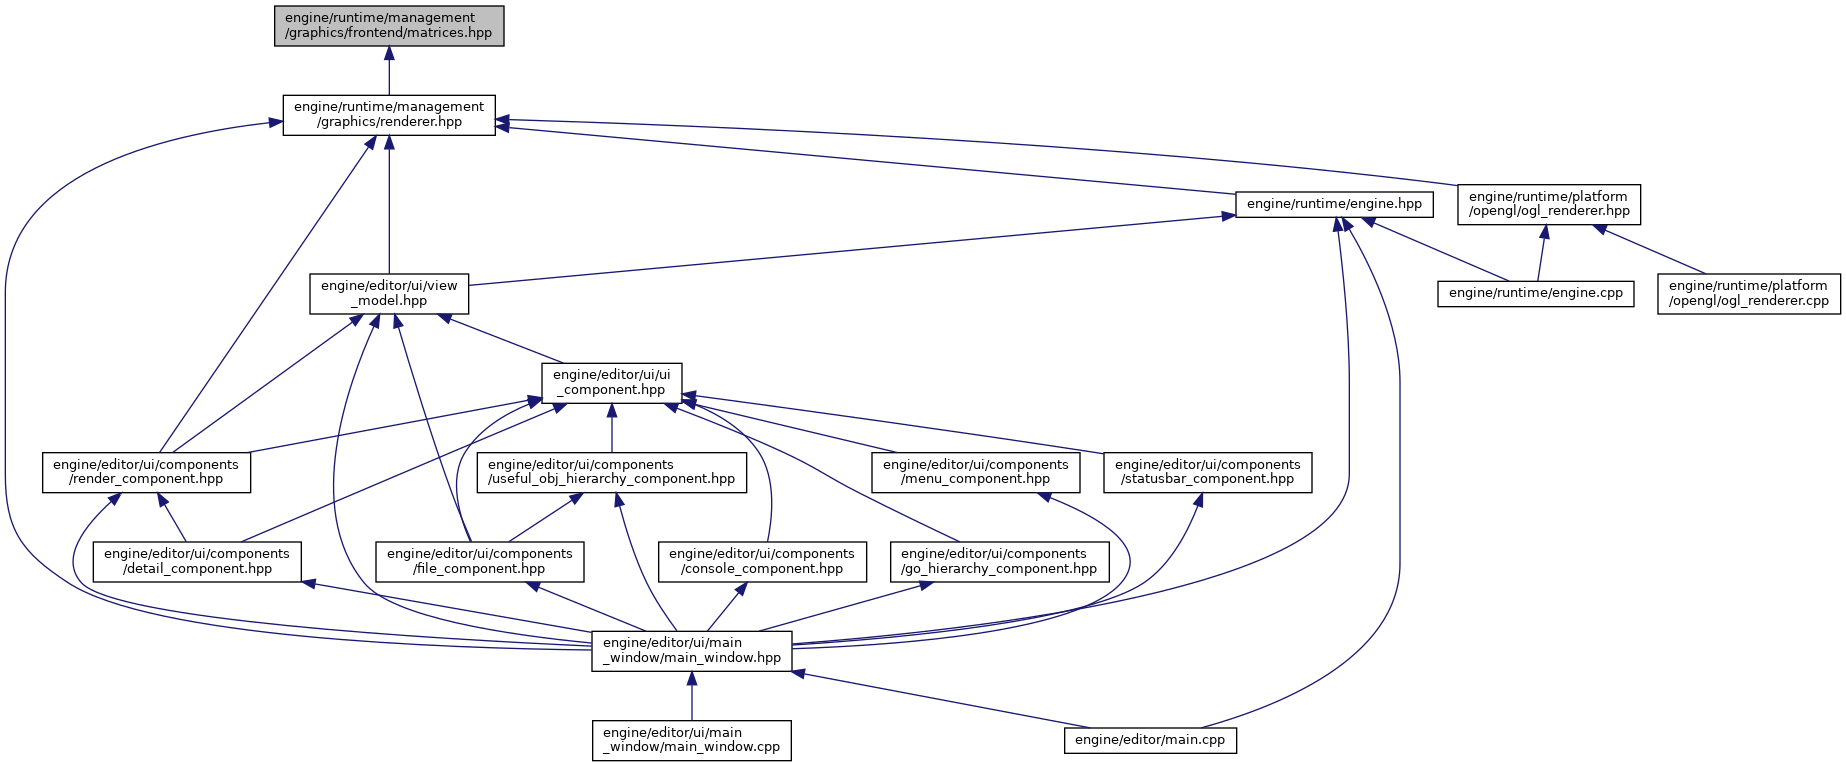 engine/runtime/management
/graphics/frontend/matrices.hpp
engine/runtime/management
/graphics/renderer.hpp
engine/runtime/engine.hpp
engine/runtime/platform
/opengl/ogl_renderer.hpp
engine/editor/ui/view
_model.hpp
engine/runtime/engine.cpp
engine/runtime/platform
/opengl/ogl_renderer.cpp
engine/editor/ui/ui
_component.hpp
engine/editor/ui/components
/render_component.hpp
engine/editor/ui/components
/useful_obj_hierarchy_component.hpp
engine/editor/ui/components
/menu_component.hpp
engine/editor/ui/components
/statusbar_component.hpp
engine/editor/ui/components
/detail_component.hpp
engine/editor/ui/components
/file_component.hpp
engine/editor/ui/components
/console_component.hpp
engine/editor/ui/components
/go_hierarchy_component.hpp
engine/editor/ui/main
_window/main_window.hpp
engine/editor/ui/main
_window/main_window.cpp
engine/editor/main.cpp